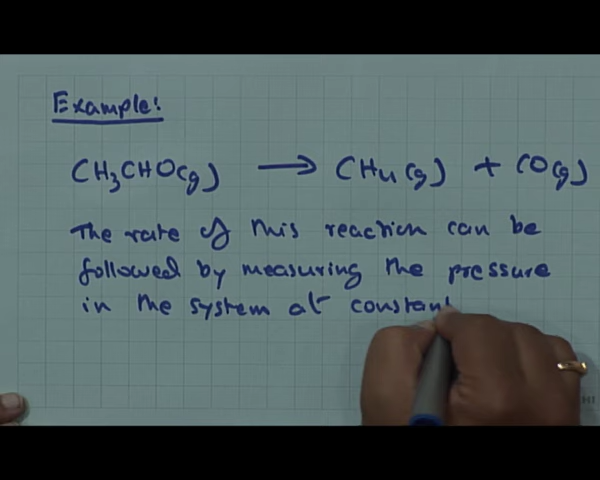 Example:
CH₃CHO(g) → CH₄(g) + CO(g)
The rate of this reaction can be
followed by measuring the pressure
in the system at constant